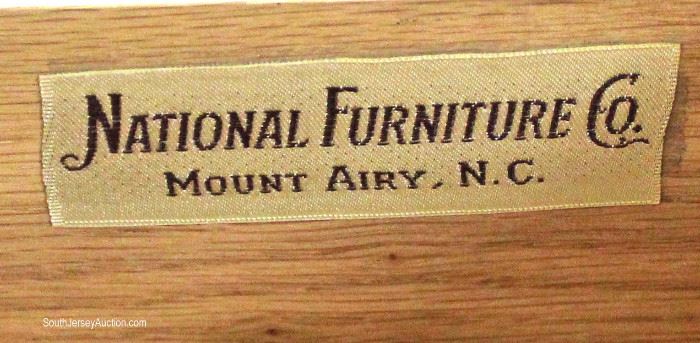 National Furniture Co.
Mount Airy, N.C.
SouthJerseyAuction.com